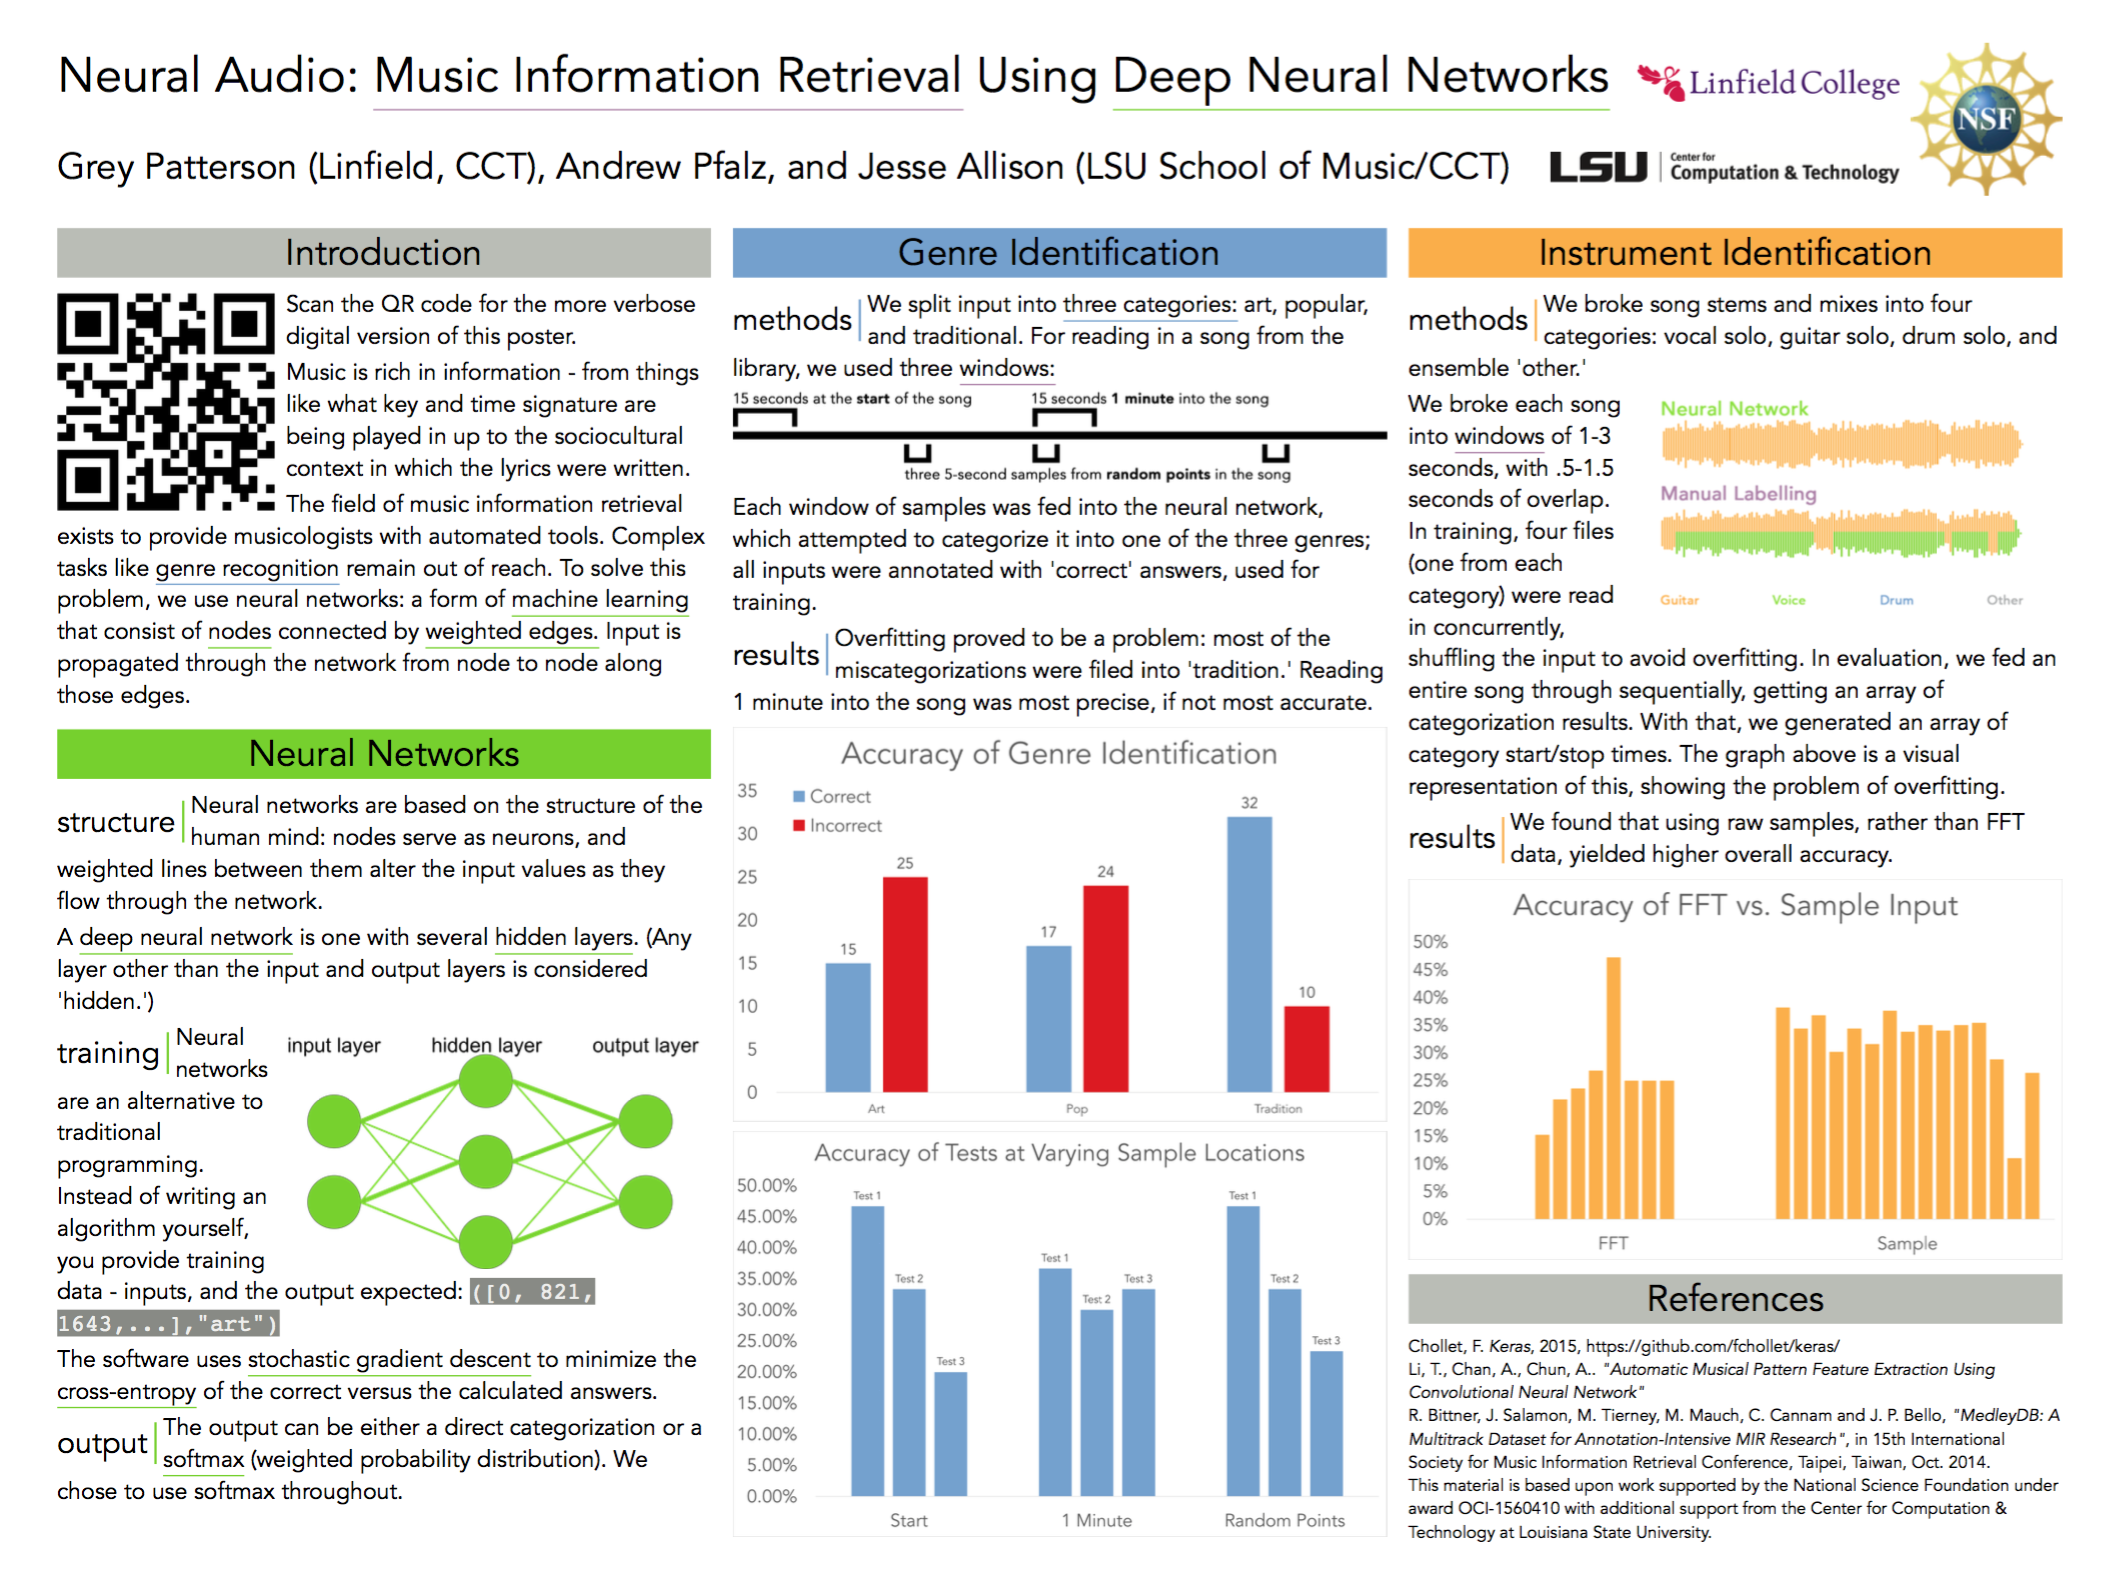 Neural Audio: Music Information Retrieval Using Deep Neural Networks
Linfield College
NSF
Grey Patterson (Linfield, CCT), Andrew Pfalz, and Jesse Allison (LSU School of Music/CCT)
LSU
Center for
Computation & Technology
Introduction
Scan the QR code for the more verbose
digital version of this poster.
Music is rich in information - from things
like what key and time signature are
being played in up to the sociocultural
context in which the lyrics were written.
The field of music information retrieval
exists to provide musicologists with automated tools. Complex
tasks like genre recognition remain out of reach. To solve this
problem, we use neural networks: a form of machine learning
that consist of nodes connected by weighted edges. Input is
propagated through the network from node to node along
those edges.
Neural Networks
structure
Neural networks are based on the structure of the
human mind: nodes serve as neurons, and
weighted lines between them alter the input values as they
flow through the network.
A deep neural network is one with several hidden layers. (Any
layer other than the input and output layers is considered
'hidden.')
training
Neural
networks
are an alternative to
traditional
programming.
Instead of writing an
algorithm yourself,
you provide training
data - inputs, and the output expected: ([0, 821,
1643,...],"art")
input layer
hidden layer
output layer
The software uses stochastic gradient descent to minimize the
cross-entropy of the correct versus the calculated answers.
output
The output can be either a direct categorization or a
softmax (weighted probability distribution). We
chose to use softmax throughout.
Genre Identification
methods
We split input into three categories: art, popular,
and traditional. For reading in a song from the
library, we used three windows:
15 seconds at the start of the song
15 seconds 1 minute into the song
three 5-second samples from random points in the song
Each window of samples was fed into the neural network,
which attempted to categorize it into one of the three genres;
all inputs were annotated with 'correct' answers, used for
training.
results
Overfitting proved to be a problem: most of the
miscategorizations were filed into 'tradition.' Reading
1 minute into the song was most precise, if not most accurate.
Accuracy of Genre Identification
35
30
25
20
15
10
5
0
Correct
Incorrect
15
25
17
24
32
10
Art
Pop
Tradition
Accuracy of Tests at Varying Sample Locations
50.00%
45.00%
40.00%
35.00%
30.00%
25.00%
20.00%
15.00%
10.00%
5.00%
0.00%
Test 1
Test 2
Test 3
Test 1
Test 2
Test 3
Test 1
Test 2
Test 3
Start
1 Minute
Random Points
Instrument Identification
methods
We broke song stems and mixes into four
categories: vocal solo, guitar solo, drum solo, and
ensemble 'other.'
We broke each song
into windows of 1-3
seconds, with .5-1.5
seconds of overlap.
In training, four files
(one from each
category) were read
in concurrently,
shuffling the input to avoid overfitting. In evaluation, we fed an
entire song through sequentially, getting an array of
categorization results. With that, we generated an array of
category start/stop times. The graph above is a visual
representation of this, showing the problem of overfitting.
Neural Network
Manual Labelling
Guitar
Voice
Drum
Other
results
We found that using raw samples, rather than FFT
data, yielded higher overall accuracy.
Accuracy of FFT vs. Sample Input
50%
45%
40%
35%
30%
25%
20%
15%
10%
5%
0%
FFT
Sample
References
Chollet, F. Keras, 2015, https://github.com/fchollet/keras/
Li, T., Chan, A., Chun, A.. "Automatic Musical Pattern Feature Extraction Using
Convolutional Neural Network"
R. Bittner, J. Salamon, M. Tierney, M. Mauch, C. Cannam and J. P. Bello, "MedleyDB: A
Multitrack Dataset for Annotation-Intensive MIR Research", in 15th International
Society for Music Information Retrieval Conference, Taipei, Taiwan, Oct. 2014.
This material is based upon work supported by the National Science Foundation under
award OCI-1560410 with additional support from the Center for Computation &
Technology at Louisiana State University.